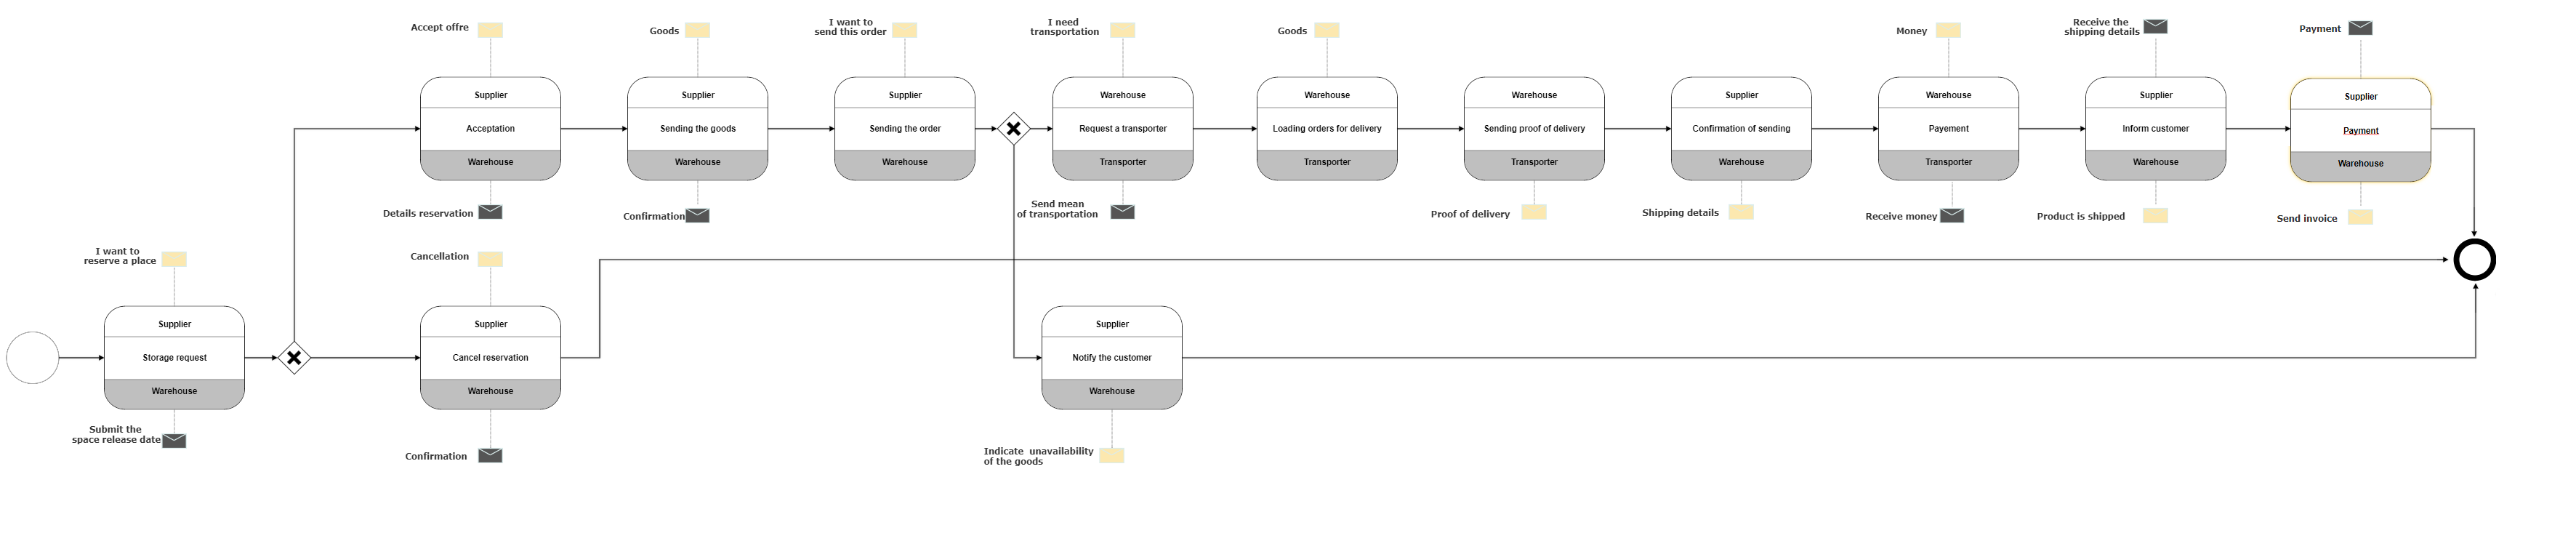 Accept offre
Supplier
Acceptation
Warehouse
Details reservation
Goods
Supplier
Sending the goods
Warehouse
Confirmation
I want to
send this order
Supplier
Sending the order
Warehouse
I need
transportation
Warehouse
Request a transporter
Transporter
Send mean
of transportation
Goods
Warehouse
Loading orders for delivery
Transporter
Warehouse
Sending proof of delivery
Transporter
Proof of delivery
Supplier
Confirmation of sending
Warehouse
Shipping details
Money
Warehouse
Payement
Transporter
Receive money
Receive the
shipping details
Supplier
Inform customer
Warehouse
Product is shipped
Payment
Supplier
Payment
Warehouse
Send invoice
I want to
reserve a place
Supplier
Storage request
Warehouse
Submit the
space release date
Cancellation
Supplier
Cancel reservation
Warehouse
Confirmation
Supplier
Notify the customer
Warehouse
Indicate unavailability
of the goods